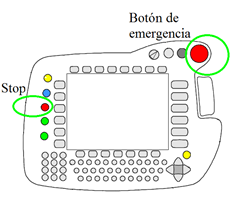 Botón de
emergencia
Stop